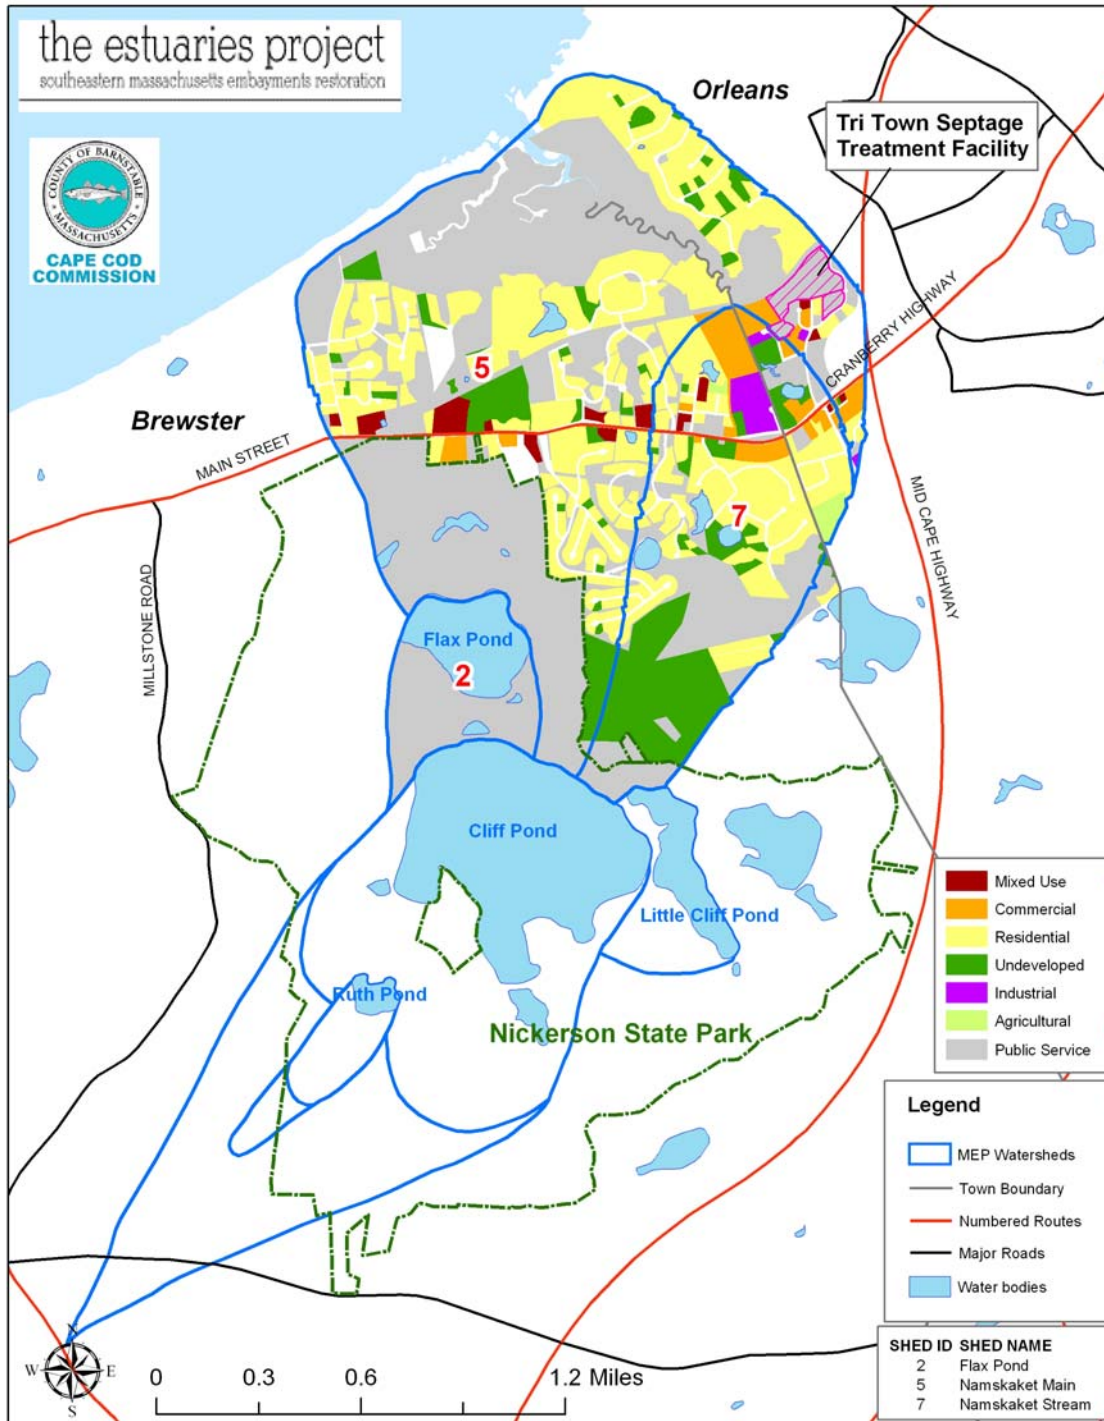 the estuaries project
southeastern massachusetts embayments restoration
COUNTY OF BARNSTABLE
MASSACHUSETTS
CAPE COD
COMMISSION
Orleans
Tri Town Septage
Treatment Facility
CRANBERRY HIGHWAY
5
Brewster
MAIN STREET
MID CAPE HIGHWAY
7
MILLSTONE ROAD
Flax Pond
2
Cliff Pond
Little Cliff Pond
Ruth Pond
Nickerson State Park
Mixed Use
Commercial
Residential
Undeveloped
Industrial
Agricultural
Public Service
Legend
MEP Watersheds
Town Boundary
Numbered Routes
Major Roads
Water bodies
N
W E
S
0 0.3 0.6 1.2 Miles
SHED ID SHED NAME
2 Flax Pond
5 Namskaket Main
7 Namskaket Stream